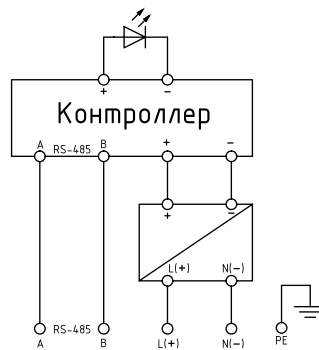 + −
Контроллер
A RS-485 B + −
+ −
L(+) N(−)
A RS-485 B L(+) N(−) PE